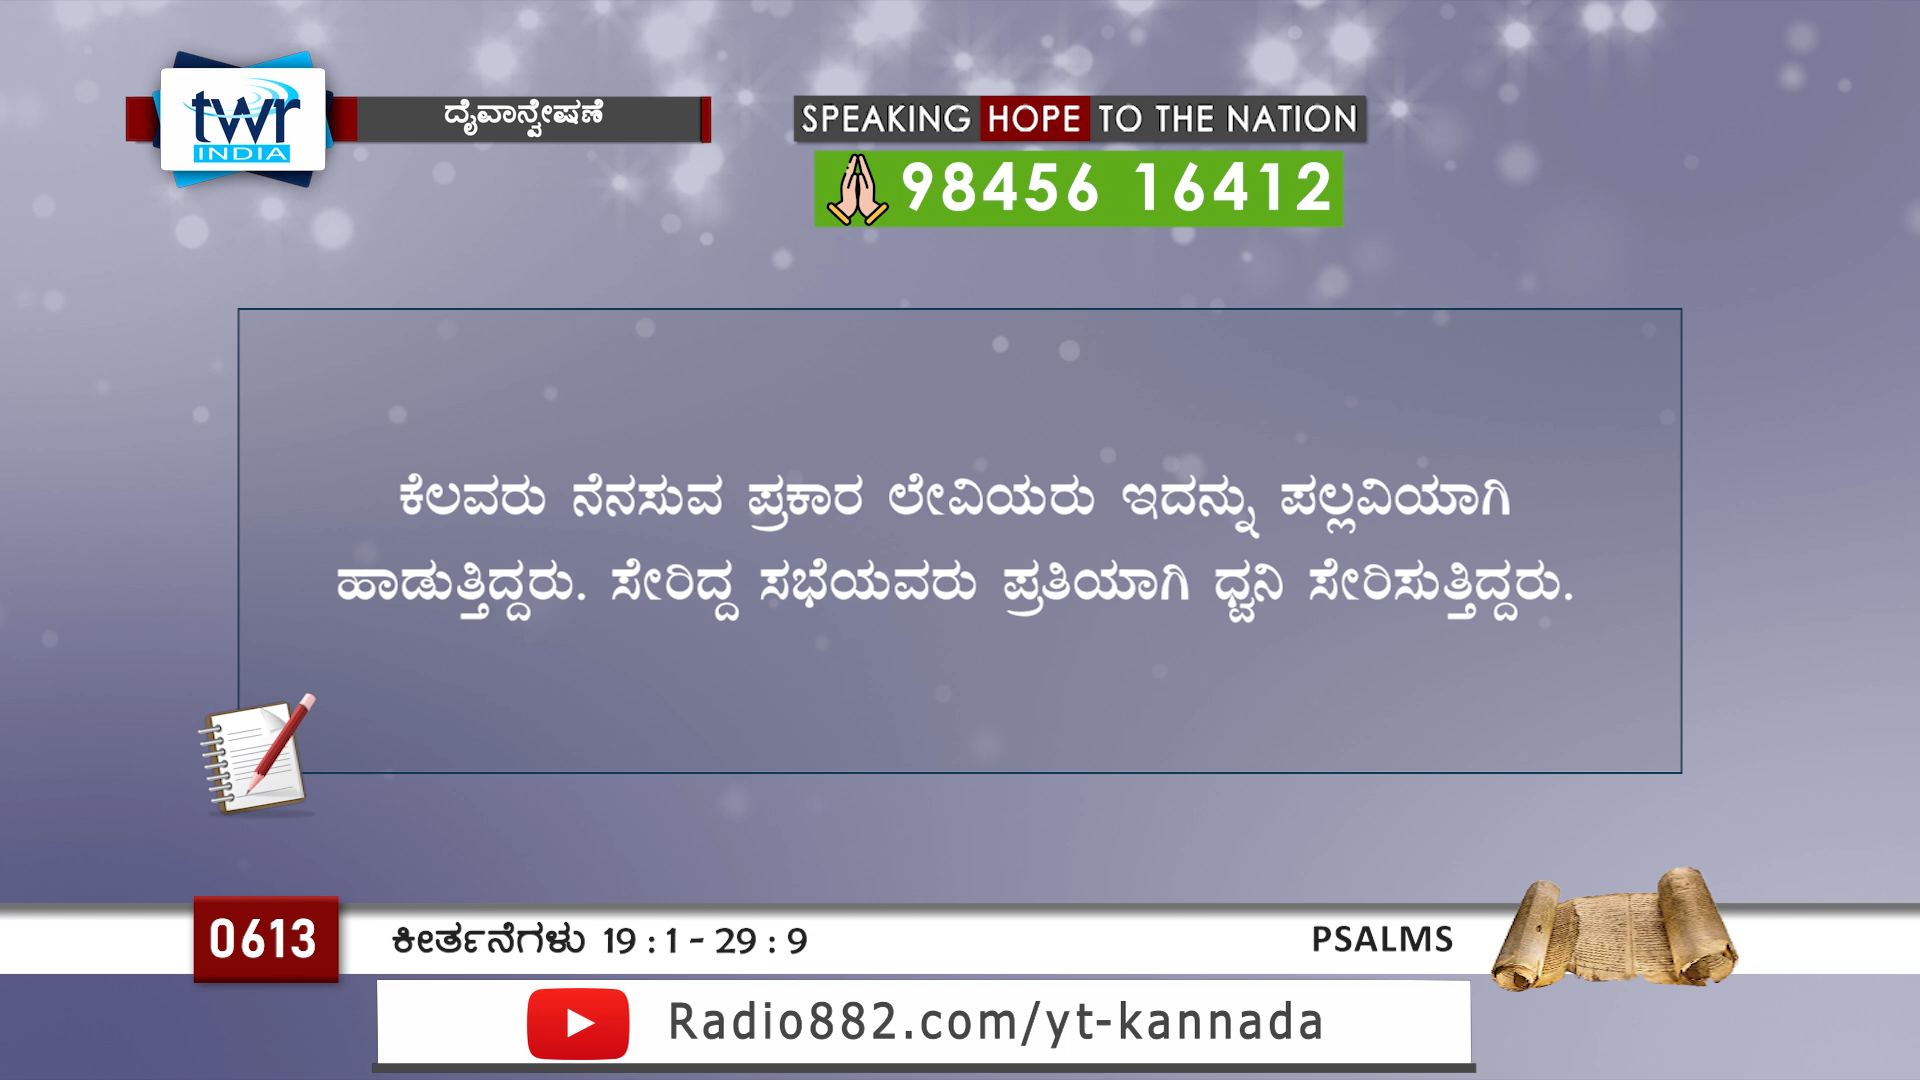 twr
INDIA
ದೈವಾನ್ವೇಷಣೆ
SPEAKING HOPE TO THE NATION
98456 16412
ಕೆಲವರು ನೆನಸುವ ಪ್ರಕಾರ ಲೇವಿಯರು ಇದನ್ನು ಪಲ್ಲವಿಯಾಗಿ
ಹಾಡುತ್ತಿದ್ದರು. ಸೇರಿದ್ದ ಸಭೆಯವರು ಪ್ರತಿಯಾಗಿ ಧ್ವನಿ ಸೇರಿಸುತ್ತಿದ್ದರು.
0613
ಕೀರ್ತನೆಗಳು 19 : 1 - 29 : 9
PSALMS
Radio882.com/yt-kannada